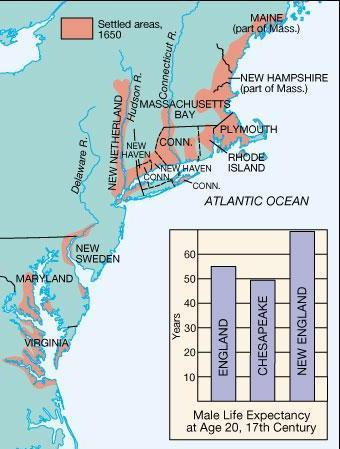 Settled areas,
1650
MAINE
(part of Mass.)
Connecticut R.
Hudson R.
NEW HAMPSHIRE
(part of Mass.)
MASSACHUSETTS
BAY
NEW NETHERLAND
PLYMOUTH
CONN.
NEW
HAVEN
RHODE
ISLAND
Delaware R.
NEW HAVEN
CONN.
CONN.
ATLANTIC OCEAN
NEW
SWEDEN
MARYLAND
VIRGINIA
60
50
40
30
20
10
Years
ENGLAND
CHESAPEAKE
NEW ENGLAND
Male Life Expectancy
at Age 20, 17th Century